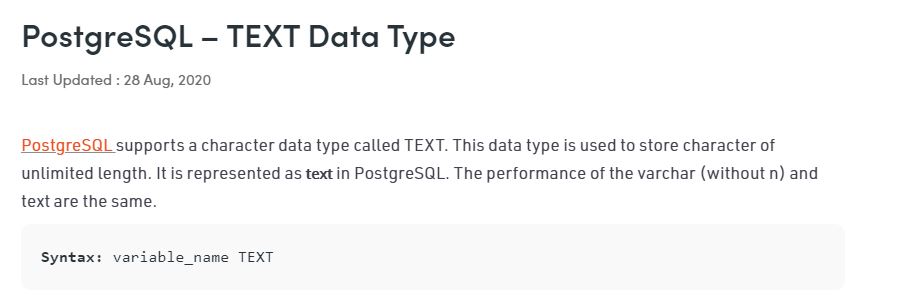 PostgreSQL – TEXT Data Type
Last Updated : 28 Aug, 2020
PostgreSQL supports a character data type called TEXT. This data type is used to store character of
unlimited length. It is represented as text in PostgreSQL. The performance of the varchar (without n) and
text are the same.
Syntax: variable_name TEXT